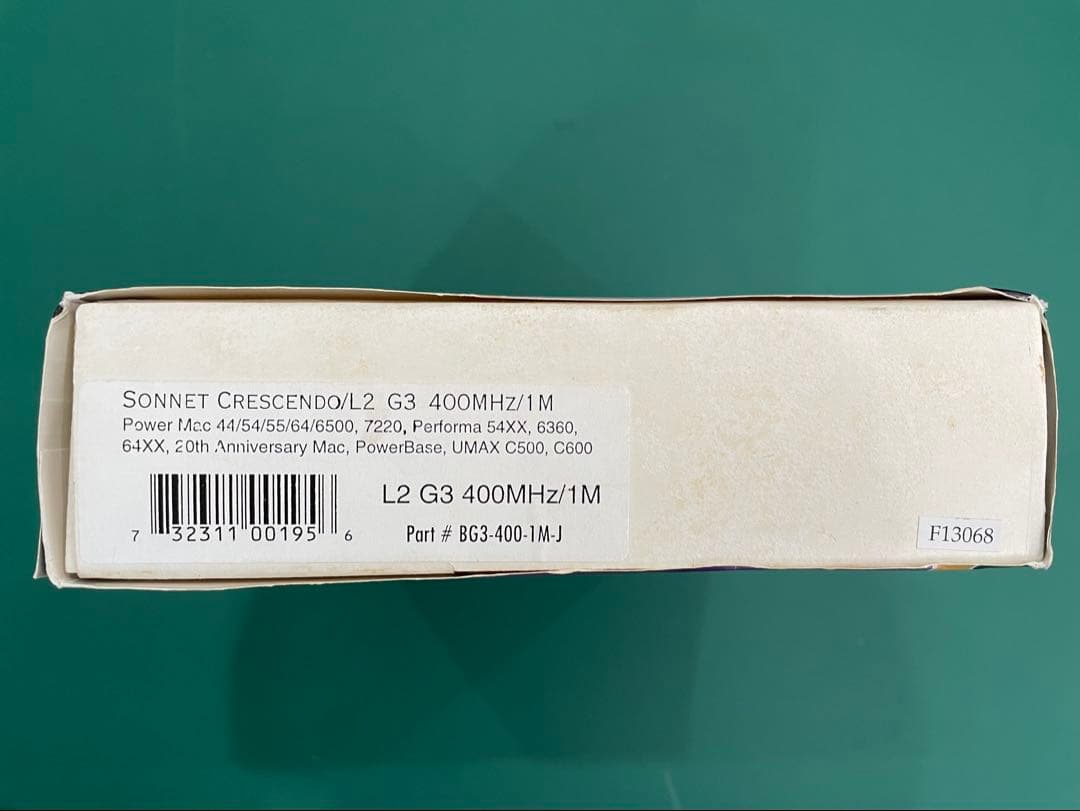 SONNET CRESCENDO/L2 G3 400MHZ/1M
Power Mac 44/54/55/64/6500, 7220, Performa 54XX, 6360,
64XX, 20th Anniversary Mac, PowerBase, UMAX C500, C600
L2 G3 400MHz/1M
7 32311 00195 6
Part # BG3-400-1M-J
F13068